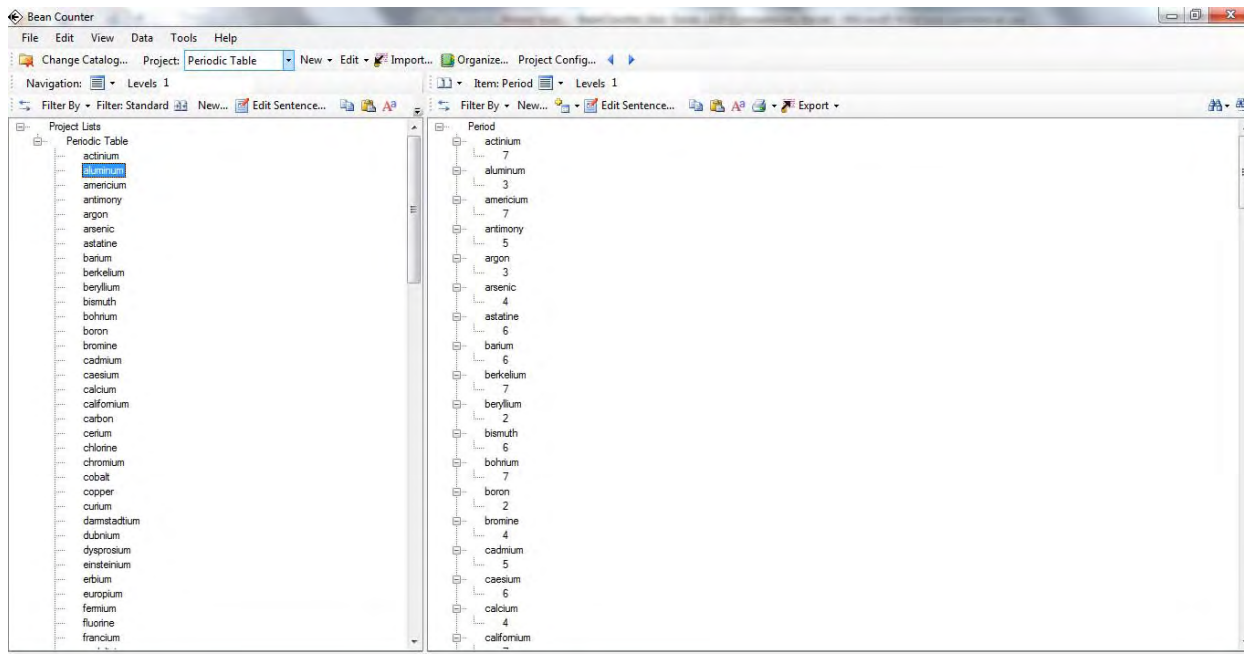 Bean Counter
File Edit View Data Tools Help
Change Catalog... Project: Periodic Table New Edit Import... Organize... Project Config...
Navigation: Levels 1
Filter By Filter: Standard New... Edit Sentence... Aa
Project Lists
Periodic Table
actinium
aluminum
americium
antimony
argon
arsenic
astatine
barium
berkelium
beryllium
bismuth
bohrium
boron
bromine
cadmium
caesium
calcium
californium
carbon
cerium
chlorine
chromium
cobalt
copper
curium
darmstadtium
dubnium
dysprosium
einsteinium
erbium
europium
fermium
fluorine
francium
Item: Period Levels 1
Filter By New... Edit Sentence... Aa Export
Period
actinium
7
aluminum
3
americium
7
antimony
5
argon
3
arsenic
4
astatine
6
barium
6
berkelium
7
beryllium
2
bismuth
6
bohrium
7
boron
2
bromine
4
cadmium
5
caesium
6
calcium
4
californium